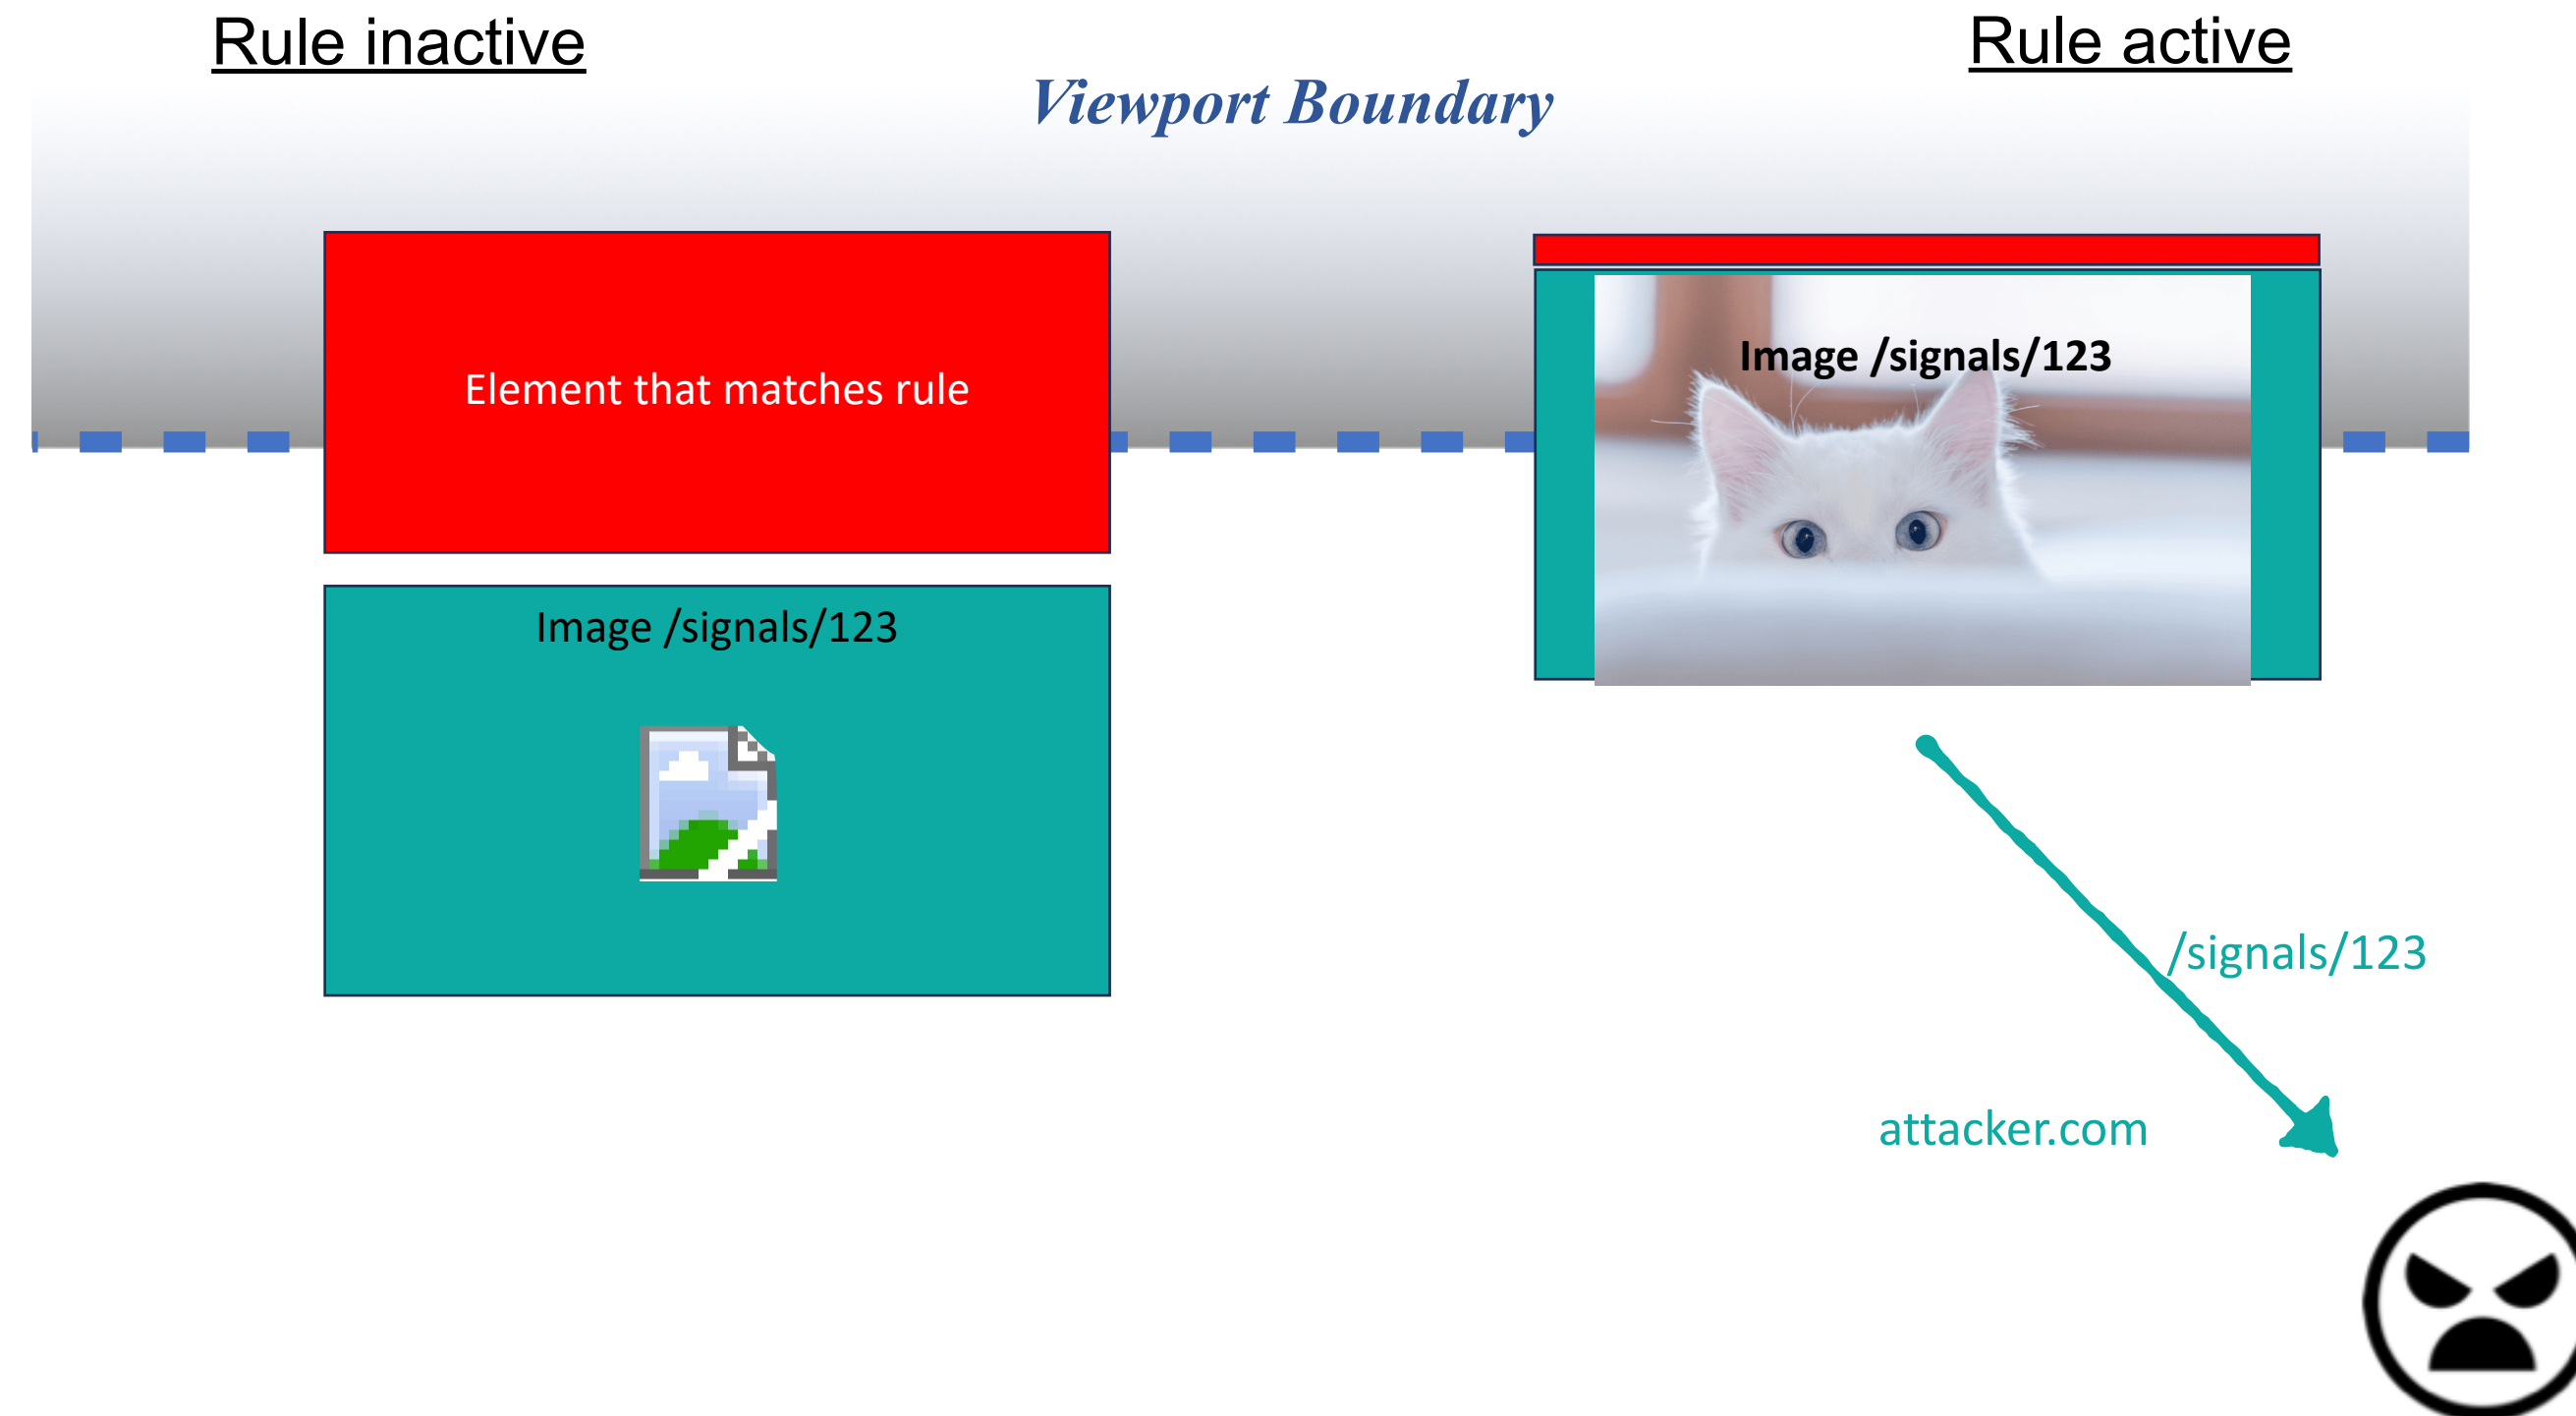 Rule inactive
Rule active
Viewport Boundary
Element that matches rule
Image /signals/123
Image /signals/123
/signals/123
attacker.com